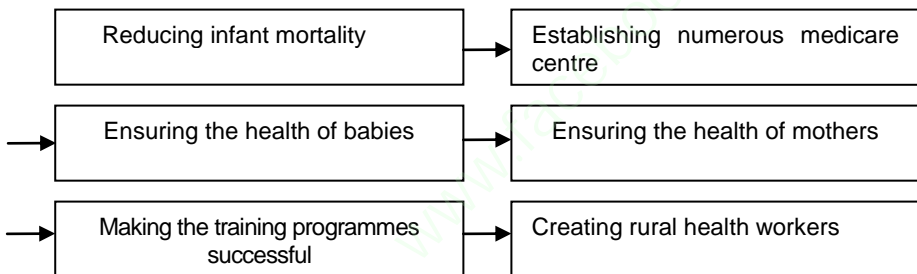 Reducing infant mortality
Establishing numerous medicare
centre
Ensuring the health of babies
Ensuring the health of mothers
Making the training programmes
successful
Creating rural health workers